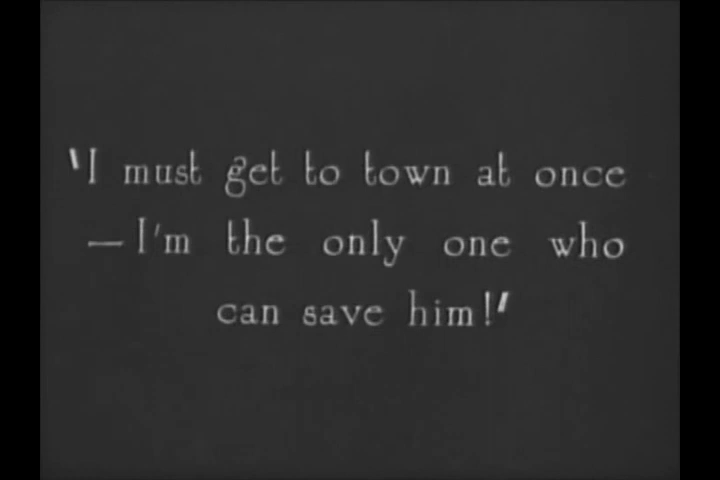 "I must get to town at once
— I'm the only one who
can save him!"